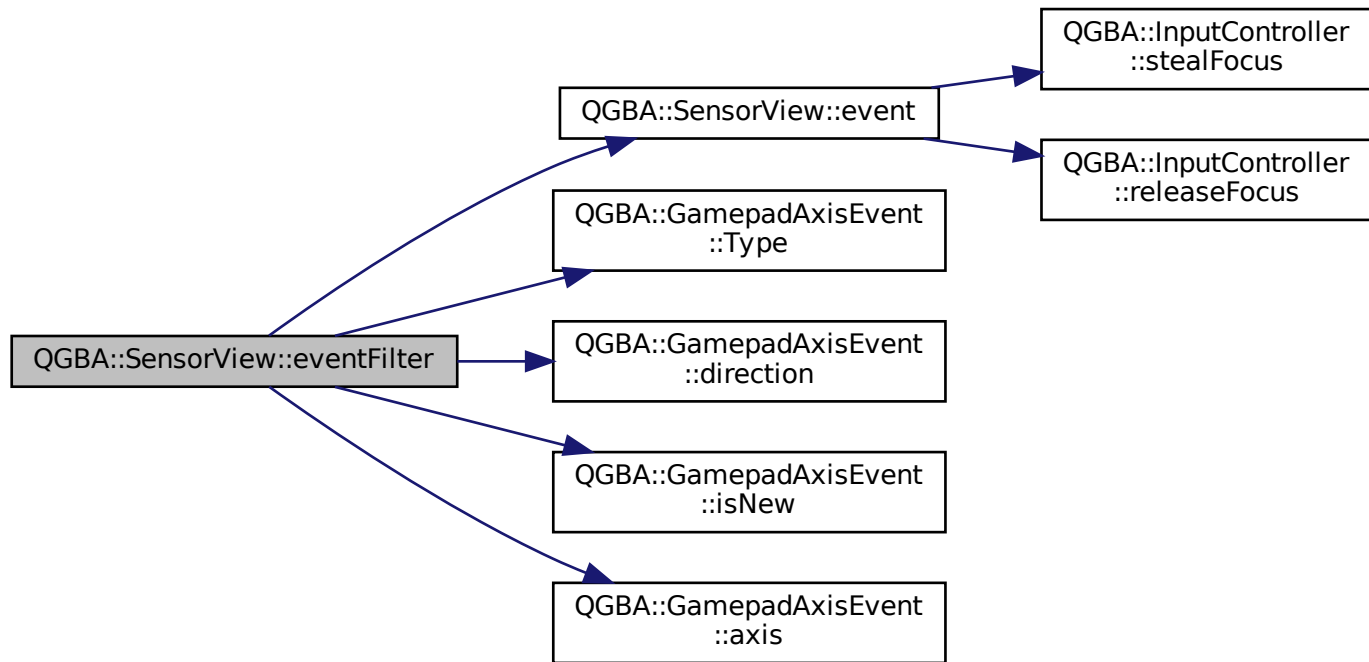 QGBA::SensorView::eventFilter
QGBA::SensorView::event
QGBA::InputController
::stealFocus
QGBA::InputController
::releaseFocus
QGBA::GamepadAxisEvent
::Type
QGBA::GamepadAxisEvent
::direction
QGBA::GamepadAxisEvent
::isNew
QGBA::GamepadAxisEvent
::axis